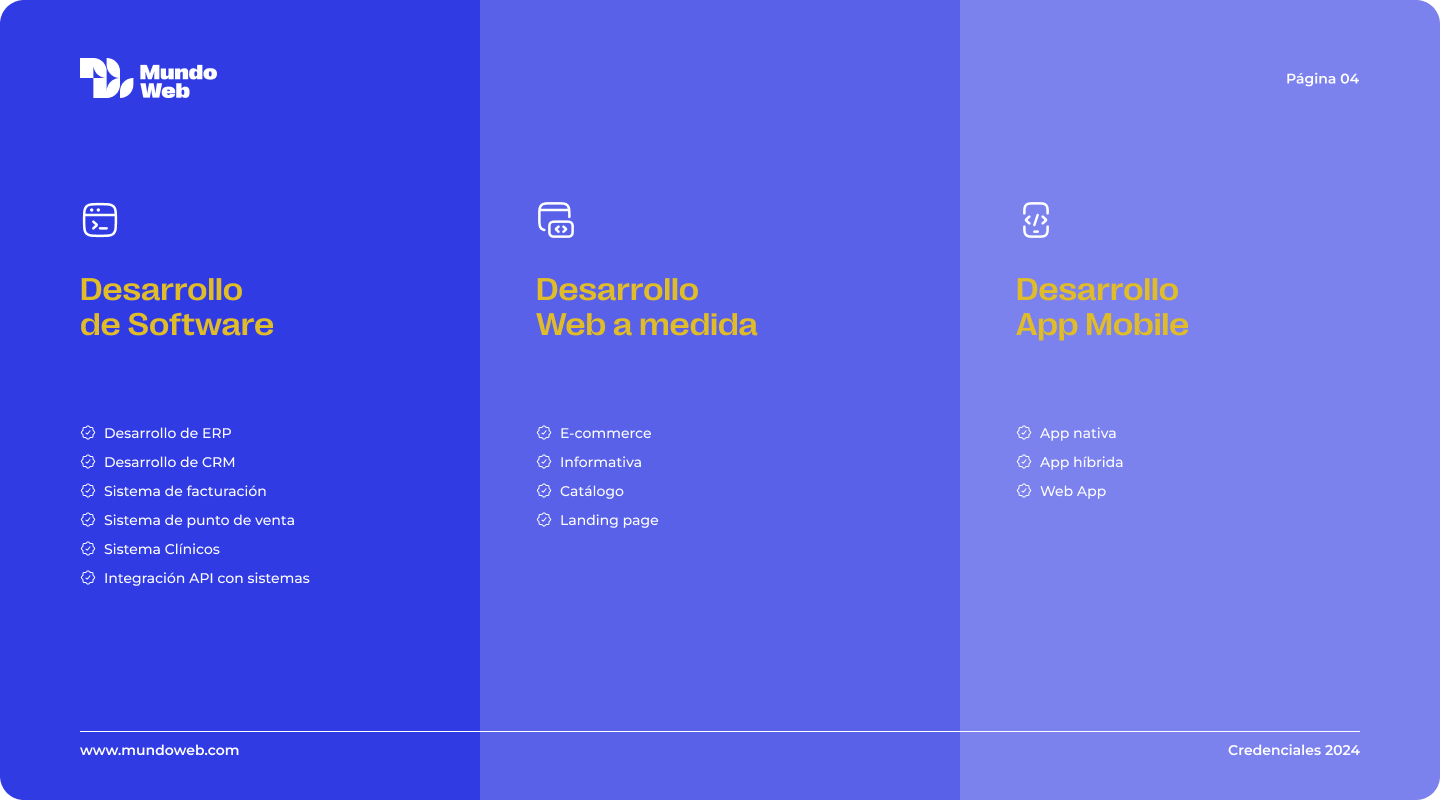 Mundo
Web
Página 04
Desarrollo
de Software
Desarrollo de ERP
Desarrollo de CRM
Sistema de facturación
Sistema de punto de venta
Sistema Clínicos
Integración API con sistemas
Desarrollo
Web a medida
E-commerce
Informativa
Catálogo
Landing page
Desarrollo
App Mobile
App nativa
App híbrida
Web App
www.mundoweb.com
Credenciales 2024